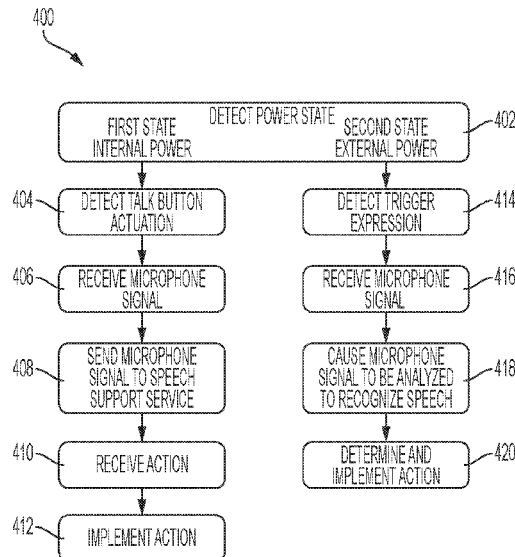 400
DETECT POWER STATE
FIRST STATE
INTERNAL POWER
SECOND STATE
EXTERNAL POWER
402
404
DETECT TALK BUTTON
ACTUATION
DETECT TRIGGER
EXPRESSION
414
406
RECEIVE MICROPHONE
SIGNAL
RECEIVE MICROPHONE
SIGNAL
416
408
SEND MICROPHONE
SIGNAL TO SPEECH
SUPPORT SERVICE
CAUSE MICROPHONE
SIGNAL TO BE ANALYZED
TO RECOGNIZE SPEECH
418
410
RECEIVE ACTION
DETERMINE AND
IMPLEMENT ACTION
420
412
IMPLEMENT ACTION